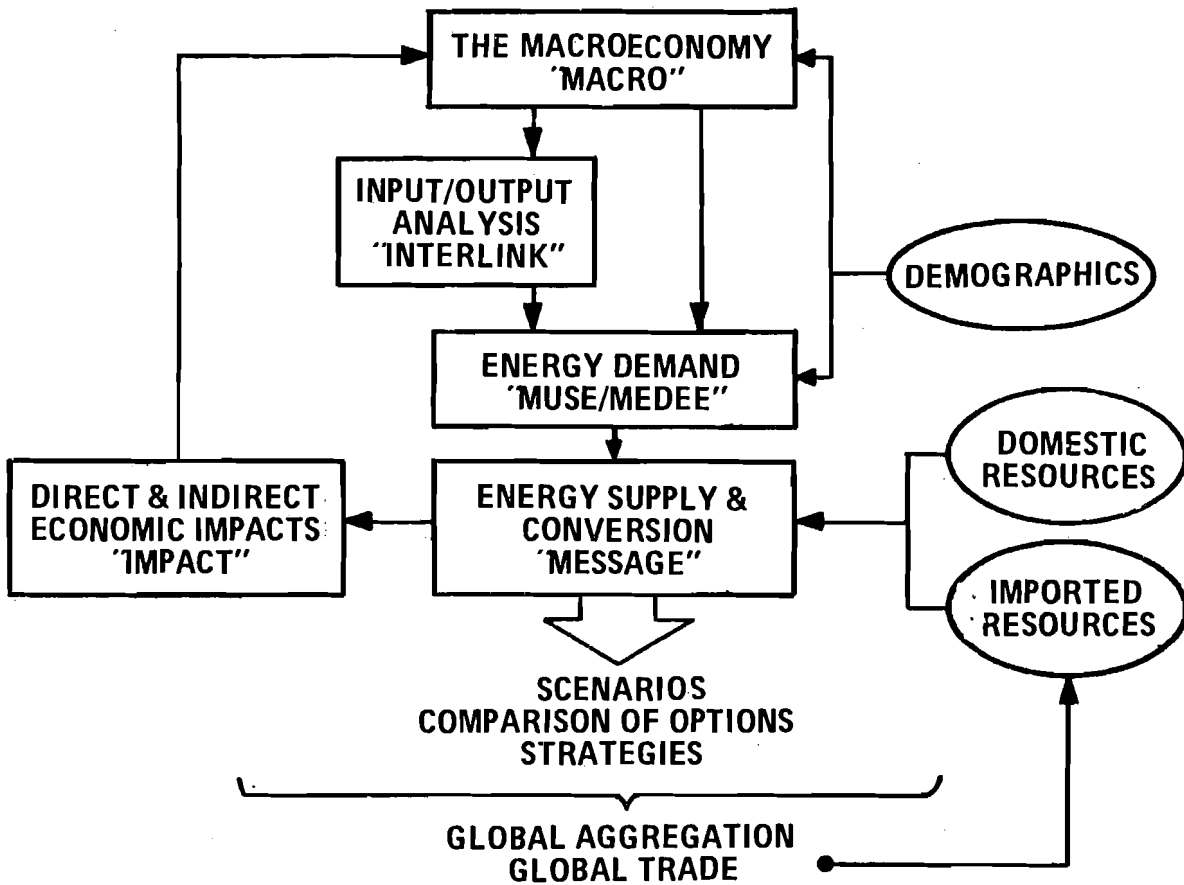 THE MACROECONOMY
"MACRO"
INPUT/OUTPUT
ANALYSIS
"INTERLINK"
DEMOGRAPHICS
ENERGY DEMAND
"MUSE/MEDEE"
DOMESTIC
RESOURCES
DIRECT & INDIRECT
ECONOMIC IMPACTS
"IMPACT"
ENERGY SUPPLY &
CONVERSION
"MESSAGE"
IMPORTED
RESOURCES
SCENARIOS
COMPARISON OF OPTIONS
STRATEGIES
GLOBAL AGGREGATION
GLOBAL TRADE